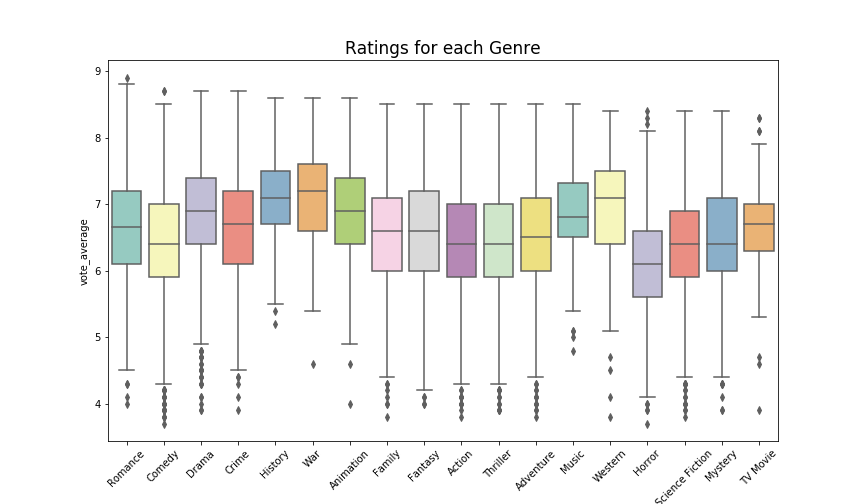 Ratings for each Genre
vote_average
9
8
7
6
5
4
Romance
Comedy
Drama
Crime
History
War
Animation
Family
Fantasy
Action
Thriller
Adventure
Music
Western
Horror
Science Fiction
Mystery
TV Movie